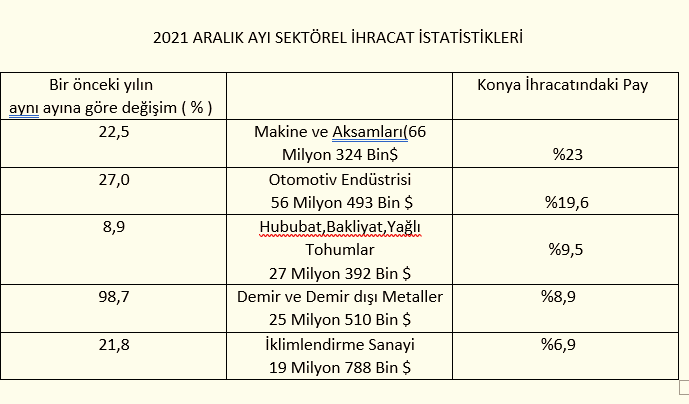 2021 ARALIK AYI SEKTÖREL İHRACAT İSTATİSTİKLERİ
Bir önceki yılın
aynı ayına göre değişim ( % )
Konya İhracatındaki Pay
22,5
Makine ve Aksamları(66
Milyon 324 Bin$
%23
27,0
Otomotiv Endüstrisi
56 Milyon 493 Bin $
%19,6
8,9
Hububat,Bakliyat,Yağlı
Tohumlar
27 Milyon 392 Bin $
%9,5
98,7
Demir ve Demir dışı Metaller
25 Milyon 510 Bin $
%8,9
21,8
İklimlendirme Sanayi
19 Milyon 788 Bin $
%6,9